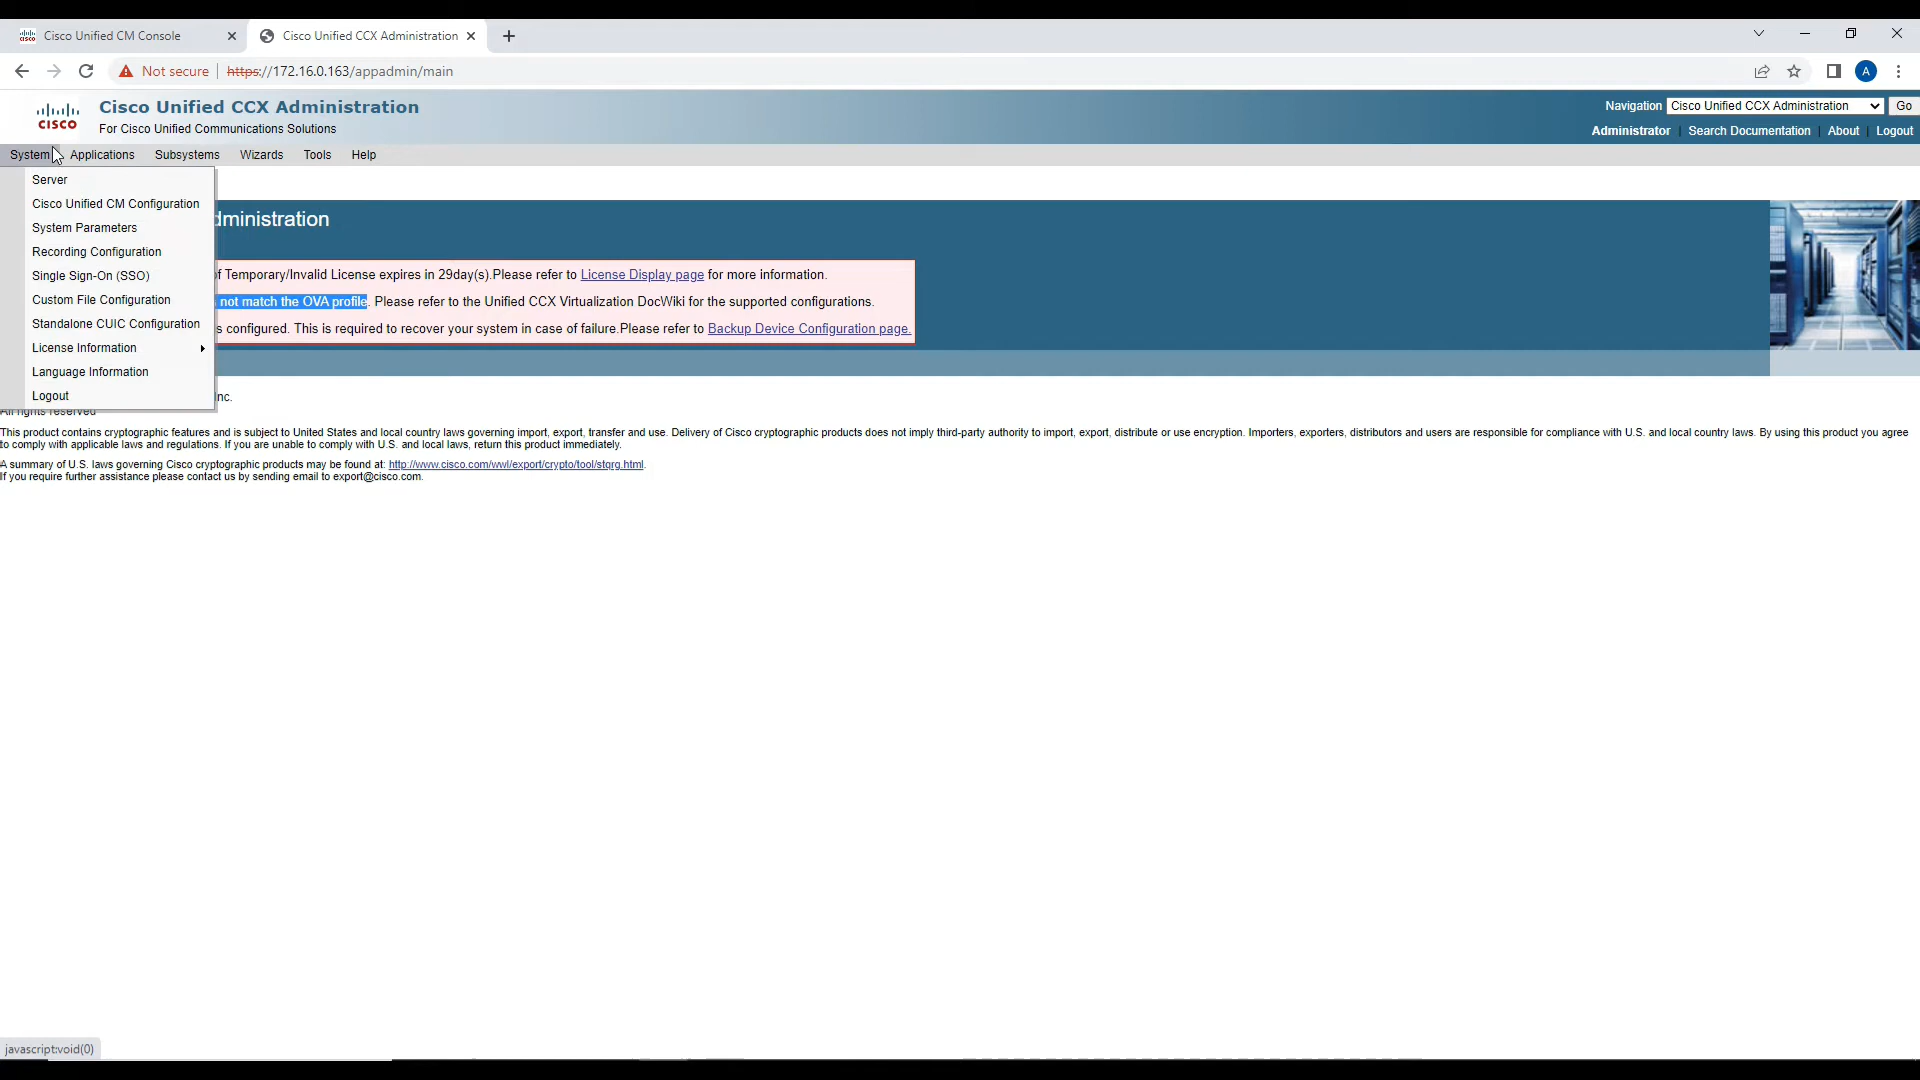 Cisco Unified CM Console
Cisco Unified CCX Administration
Not secure https://172.16.0.163/appadmin/main
A
CISCO
Cisco Unified CCX Administration
For Cisco Unified Communications Solutions
Navigation Cisco Unified CCX Administration Go
Administrator | Search Documentation | About | Logout
System Applications Subsystems Wizards Tools Help
Server
Cisco Unified CM Configuration
System Parameters
Recording Configuration
Single Sign-On (SSO)
Custom File Configuration
Standalone CUIC Configuration
License Information
Language Information
Logout
dministration
of Temporary/Invalid License expires in 29day(s).Please refer to License Display page for more information.
not match the OVA profile. Please refer to the Unified CCX Virtualization DocWiki for the supported configurations.
s configured. This is required to recover your system in case of failure.Please refer to Backup Device Configuration page.
nc.
All rights reserved
This product contains cryptographic features and is subject to United States and local country laws governing import, export, transfer and use. Delivery of Cisco cryptographic products does not imply third-party authority to import, export, distribute or use encryption. Importers, exporters, distributors and users are responsible for compliance with U.S. and local country laws. By using this product you agree
to comply with applicable laws and regulations. If you are unable to comply with U.S. and local laws, return this product immediately.
A summary of U.S. laws governing Cisco cryptographic products may be found at: http://www.cisco.com/wwl/export/crypto/tool/stqrg.html.
If you require further assistance please contact us by sending email to export@cisco.com.
javascript:void(0)